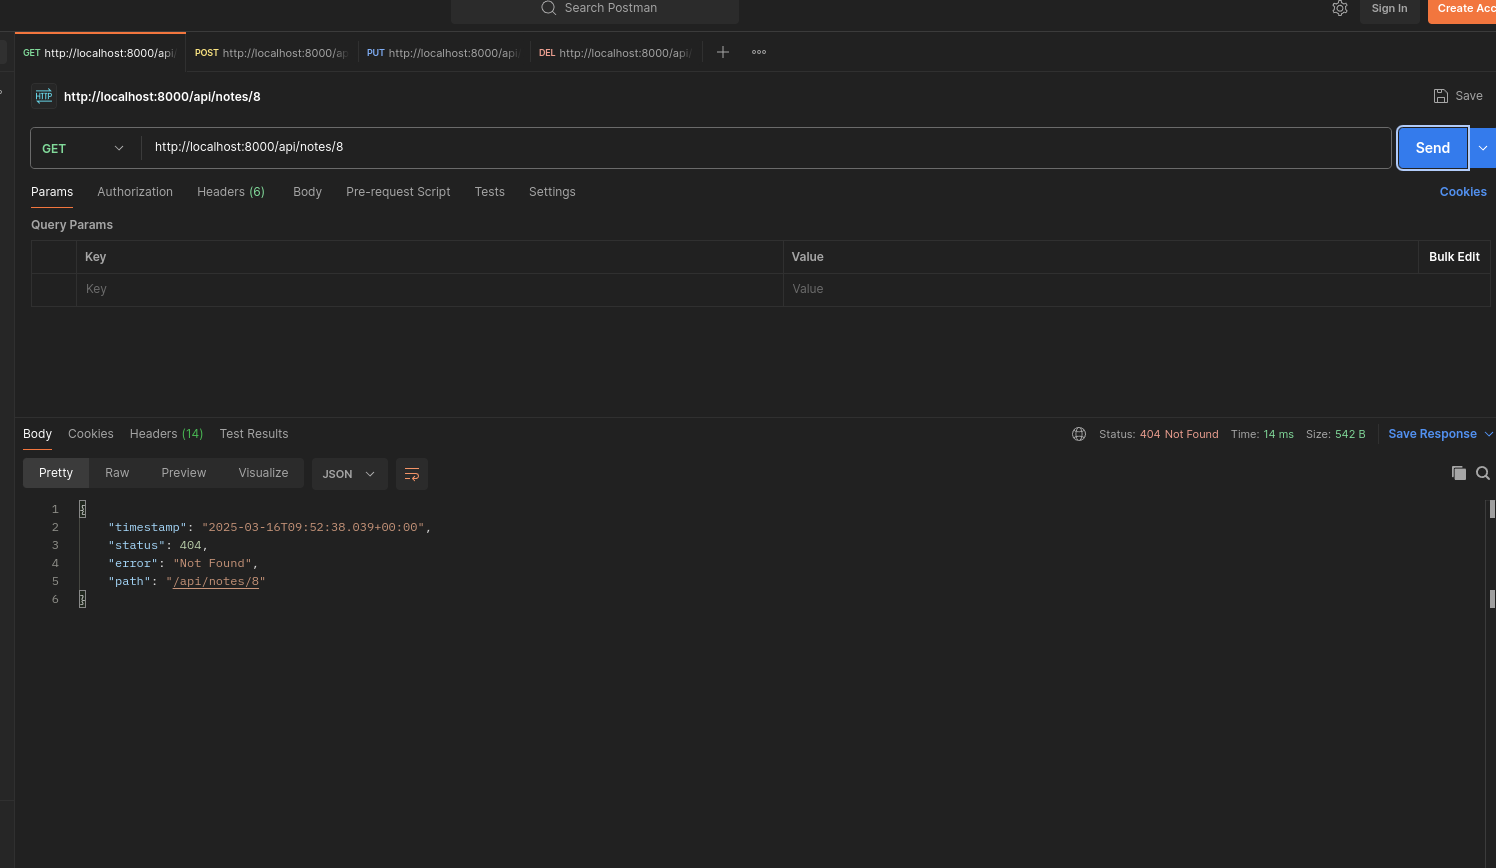 Search Postman
Sign In
Create Acc
GET http://localhost:8000/api/
POST http://localhost:8000/ap
PUT http://localhost:8000/api/
DEL http://localhost:8000/api/
HTTP http://localhost:8000/api/notes/8
Save
GET http://localhost:8000/api/notes/8
Send
Params Authorization Headers (6) Body Pre-request Script Tests Settings
Cookies
Query Params
Key Value Bulk Edit
Key Value
Body Cookies Headers (14) Test Results
Status: 404 Not Found Time: 14 ms Size: 542 B
Save Response
Pretty Raw Preview Visualize JSON
1 {
2 "timestamp": "2025-03-16T09:52:38.039+00:00",
3 "status": 404,
4 "error": "Not Found",
5 "path": "/api/notes/8"
6 }